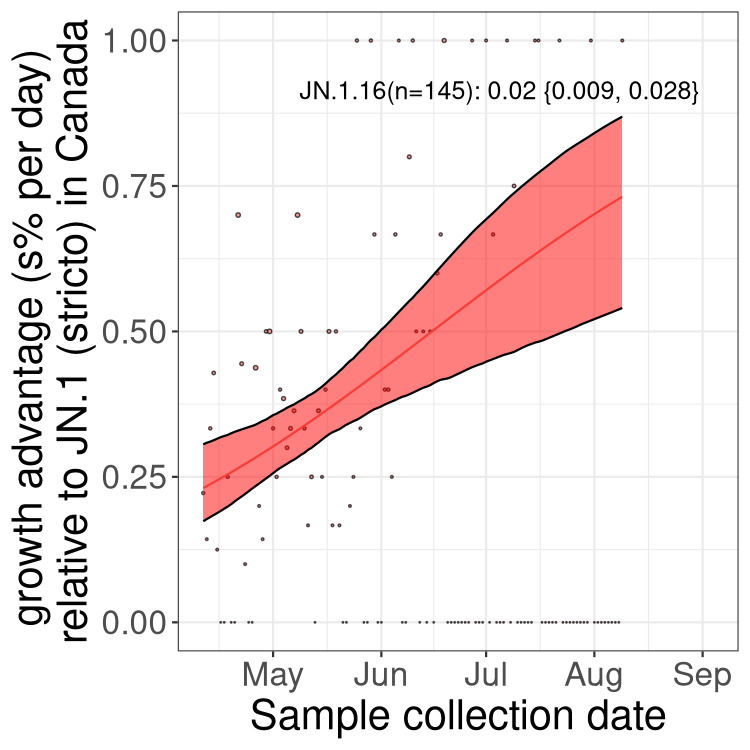 growth advantage (s% per day)
relative to JN.1 (stricto) in Canada
1.00
0.75
0.50
0.25
0.00
JN.1.16(n=145): 0.02 {0.009, 0.028}
May Jun Jul Aug Sep
Sample collection date